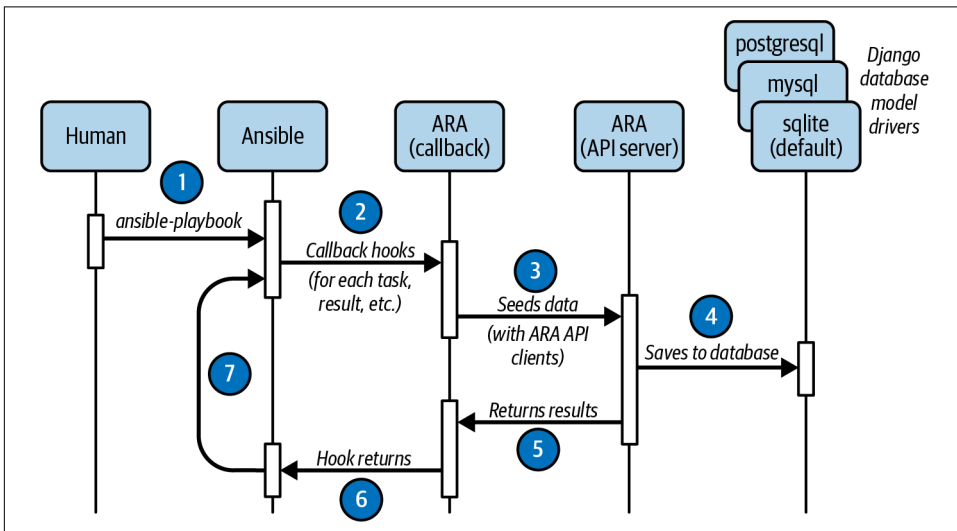 postgresql
mysql
sqlite
(default)
Django
database
model
drivers
Human
Ansible
ARA
(callback)
ARA
(API server)
1
ansible-playbook
2
Callback hooks
(for each task,
result, etc.)
3
Seeds data
(with ARA API
clients)
4
Saves to database
Returns results
5
Hook returns
6
7